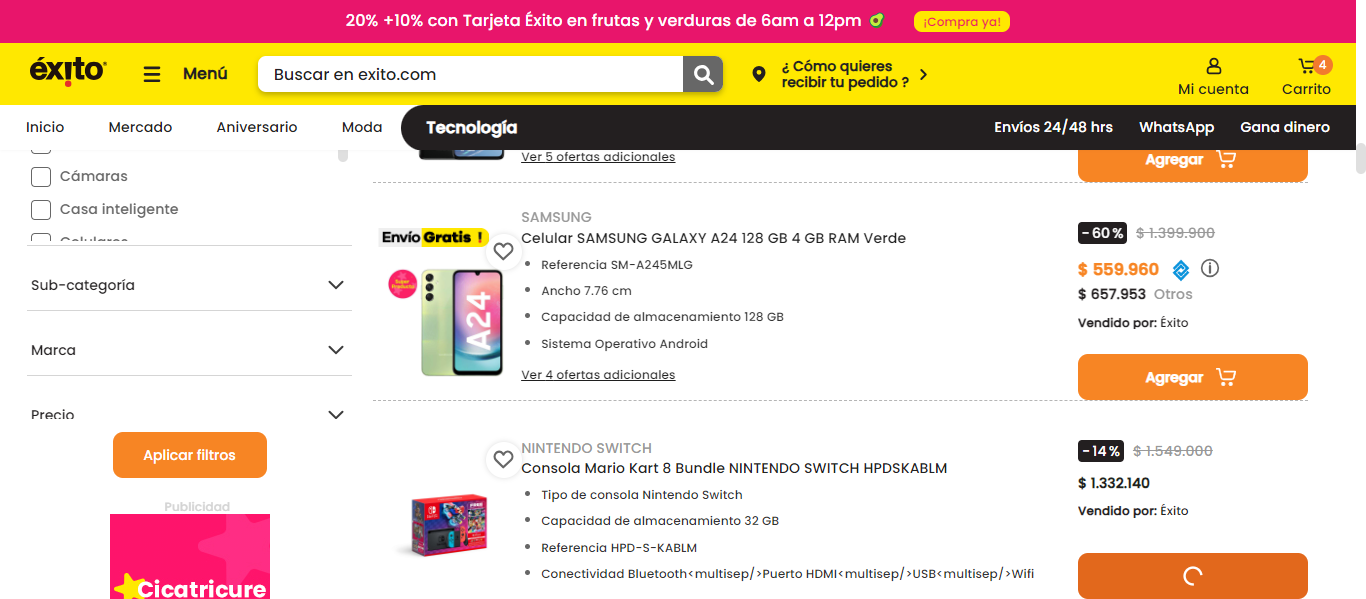 20% +10% con Tarjeta Éxito en frutas y verduras de 6am a 12pm
¡Compra ya!
éxito
Menú
Buscar en exito.com
¿ Cómo quieres
recibir tu pedido ?
Mi cuenta
4
Carrito
Inicio
Mercado
Aniversario
Moda
Tecnología
Envíos 24/48 hrs
WhatsApp
Gana dinero
Cámaras
Casa inteligente
Celulares
Sub-categoría
Marca
Precio
Aplicar filtros
Publicidad
Cicatricure
Ver 5 ofertas adicionales
Agregar
Envío Gratis !
Súper Producto
A24
SAMSUNG
Celular SAMSUNG GALAXY A24 128 GB 4 GB RAM Verde
Referencia SM-A245MLG
Ancho 7.76 cm
Capacidad de almacenamiento 128 GB
Sistema Operativo Android
Ver 4 ofertas adicionales
- 60 %
$ 1.399.900
$ 559.960
$ 657.953 Otros
Vendido por: Éxito
Agregar
NINTENDO SWITCH
Consola Mario Kart 8 Bundle NINTENDO SWITCH HPDSKABLM
Tipo de consola Nintendo Switch
Capacidad de almacenamiento 32 GB
Referencia HPD-S-KABLM
Conectividad Bluetooth<multisep/>Puerto HDMI<multisep/>USB<multisep/>Wifi
- 14 %
$ 1.549.000
$ 1.332.140
Vendido por: Éxito